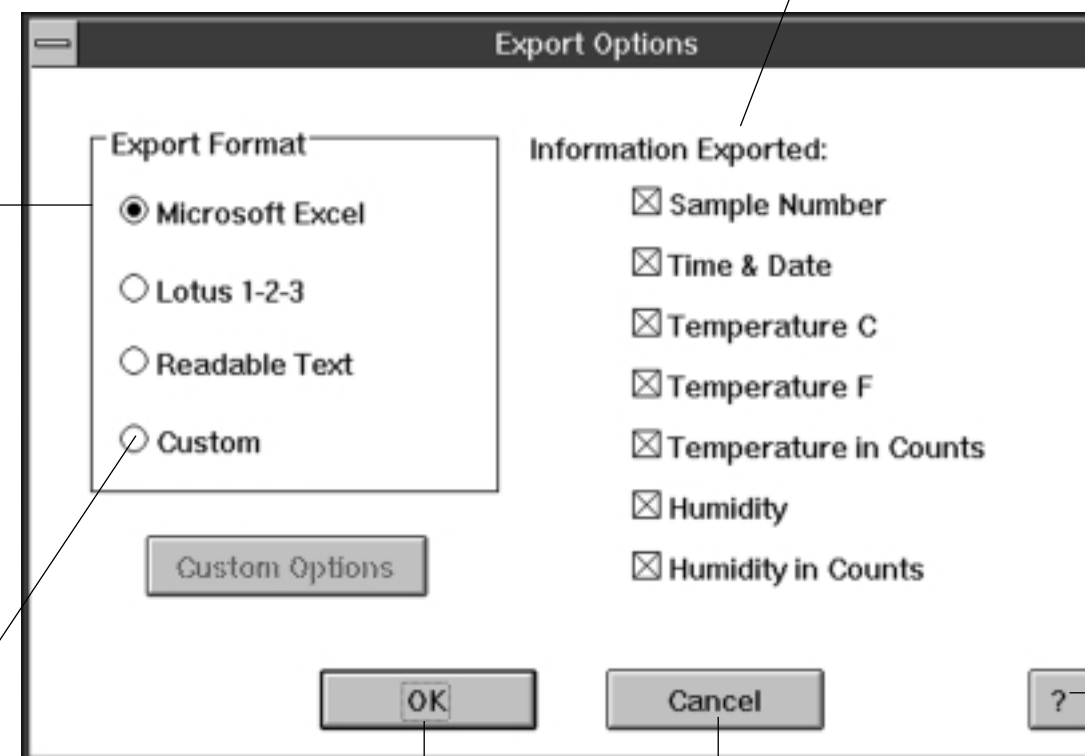 Export Options
Export Format
Microsoft Excel
Lotus 1-2-3
Readable Text
Custom
Custom Options
Information Exported:
Sample Number
Time & Date
Temperature C
Temperature F
Temperature in Counts
Humidity
Humidity in Counts
OK
Cancel
?